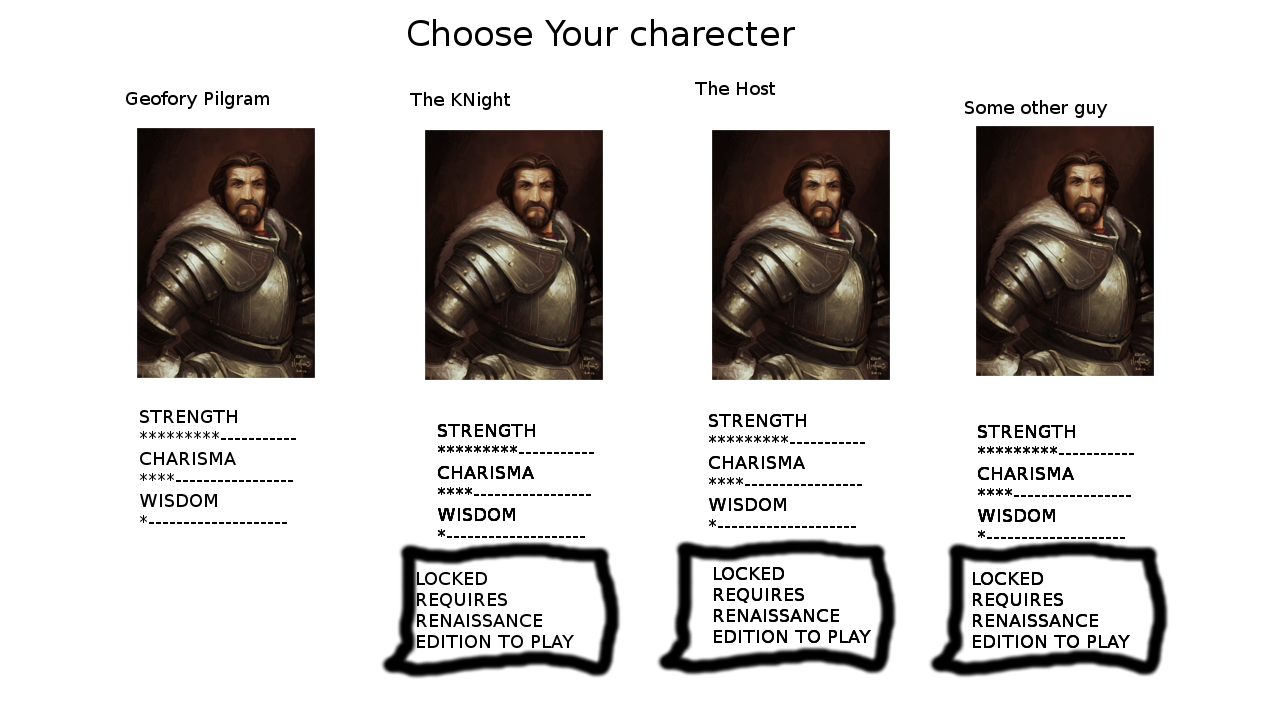 Choose Your charecter
Geofory Pilgram
The KNight
The Host
Some other guy
STRENGTH
*********-----------
CHARISMA
****-----------------
WISDOM
*--------------------
STRENGTH
*********-----------
CHARISMA
****-----------------
WISDOM
*--------------------
LOCKED
REQUIRES
RENAISSANCE
EDITION TO PLAY
STRENGTH
*********-----------
CHARISMA
****-----------------
WISDOM
*--------------------
LOCKED
REQUIRES
RENAISSANCE
EDITION TO PLAY
STRENGTH
*********-----------
CHARISMA
****-----------------
WISDOM
*--------------------
LOCKED
REQUIRES
RENAISSANCE
EDITION TO PLAY